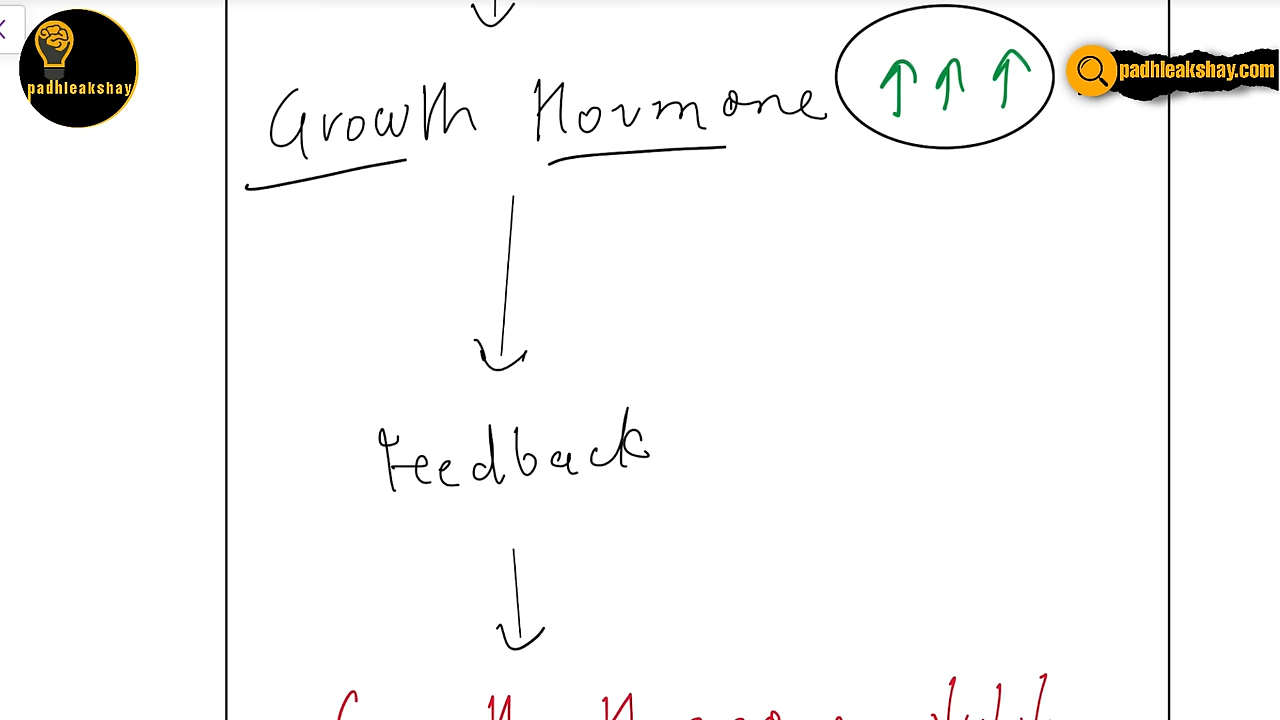 padhleakshay
padhleakshay.com
Growth Hormone ↑ ↑ ↑
Feedback